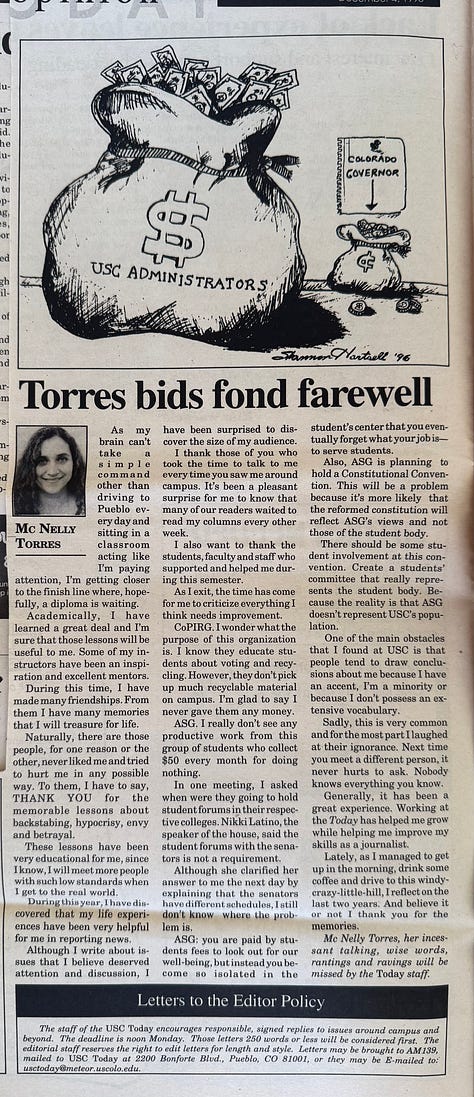 USC ADMINISTRATORS
COLORADO
GOVERNOR
Shannon Hartsell '96
Torres bids fond farewell
MC NELLY
TORRES
As my
brain can't
take a
simple
command
other than
driving to
Pueblo ev-
ery day and
sitting in a
classroom
acting like
I'm paying
attention, I'm getting closer
to the finish line where, hope-
fully, a diploma is waiting.
Academically, I have
learned a great deal and I'm
sure that those lessons will be
useful to me. Some of my in-
structors have been an inspi-
ration and excellent mentors.
During this time, I have
made many friendships. From
them I have many memories
that I will treasure for life.
Naturally, there are those
people, for one reason or the
other, never liked me and tried
to hurt me in any possible
way. To them, I have to say,
THANK YOU for the
memorable lessons about
backstabing, hypocrisy, envy
and betrayal.
These lessons have been
very educational for me, since
I know, I will meet more people
with such low standards when
I get to the real world.
During this year, I have dis-
covered that my life experi-
ences have been very helpful
for me in reporting news.
Although I write about is-
sues that I believe deserved
attention and discussion, I
have been surprised to dis-
cover the size of my audience.
I thank those of you who
took the time to talk to me
every time you saw me around
campus. It's been a pleasant
surprise for me to know that
many of our readers waited to
read my columns every other
week.
I also want to thank the
students, faculty and staff who
supported and helped me dur-
ing this semester.
As I exit, the time has come
for me to criticize everything I
think needs improvement.
CoPIRG. I wonder what the
purpose of this organization
is. I know they educate stu-
dents about voting and recy-
cling. However, they don't pick
up much recyclable material
on campus. I'm glad to say I
never gave them any money.
ASG. I really don't see any
productive work from this
group of students who collect
$50 every month for doing
nothing.
In one meeting, I asked
when were they going to hold
student forums in their respec-
tive colleges. Nikki Latino, the
speaker of the house, said the
student forums with the sena-
tors is not a requirement.
Although she clarified her
answer to me the next day by
explaining that the senators
have different schedules, I still
don't know where the prob-
lem is.
ASG: you are paid by stu-
dents fees to look out for our
well-being, but instead you be-
come so isolated in the
student's center that you even-
tually forget what your job is—
to serve students.
Also, ASG is planning to
hold a Constitutional Conven-
tion. This will be a problem
because it's more likely that
the reformed constitution will
reflect ASG's views and not
those of the student body.
There should be some stu-
dent involvement at this con-
vention. Create a students'
committee that really repre-
sents the student body. Be-
cause the reality is that ASG
doesn't represent USC's popu-
lation.
One of the main obstacles
that I found at USC is that
people tend to draw conclu-
sions about me because I have
an accent, I'm a minority or
because I don't possess an ex-
tensive vocabulary.
Sadly, this is very common
and for the most part I laughed
at their ignorance. Next time
you meet a different person, it
never hurts to ask. Nobody
knows everything you know.
Generally, it has been a
great experience. Working at
the Today has helped me grow
while helping me improve my
skills as a journalist.
Lately, as I managed to get
up in the morning, drink some
coffee and drive to this windy-
crazy-little-hill, I reflect on the
last two years. And believe it
or not I thank you for the
memories.
Mc Nelly Torres, her inces-
sant talking, wise words,
rantings and ravings will be
missed by the Today staff.
Letters to the Editor Policy
The staff of the USC Today encourages responsible, signed replies to issues around campus and
beyond. The deadline is noon Monday. Those letters 250 words or less will be considered first. The
editorial staff reserves the right to edit letters for length and style. Letters may be brought to AM139,
mailed to USC Today at 2200 Bonforte Blvd., Pueblo, CO 81001, or they may be E-mailed to:
usctoday@meteor.uscolo.edu.